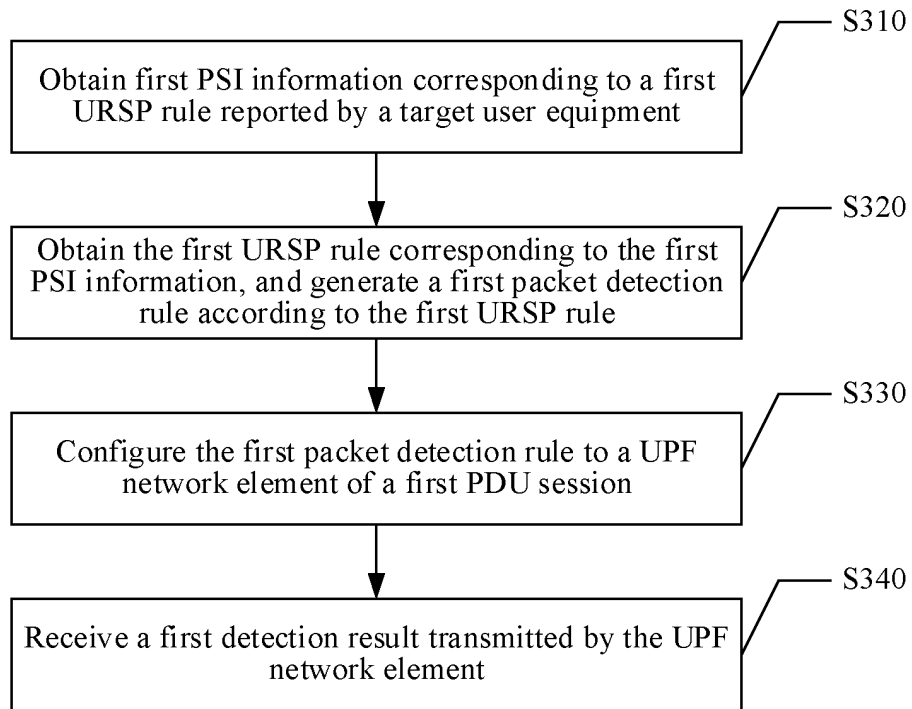 S310
Obtain first PSI information corresponding to a first
URSP rule reported by a target user equipment
S320
Obtain the first URSP rule corresponding to the first
PSI information, and generate a first packet detection
rule according to the first URSP rule
S330
Configure the first packet detection rule to a UPF
network element of a first PDU session
S340
Receive a first detection result transmitted by the UPF
network element